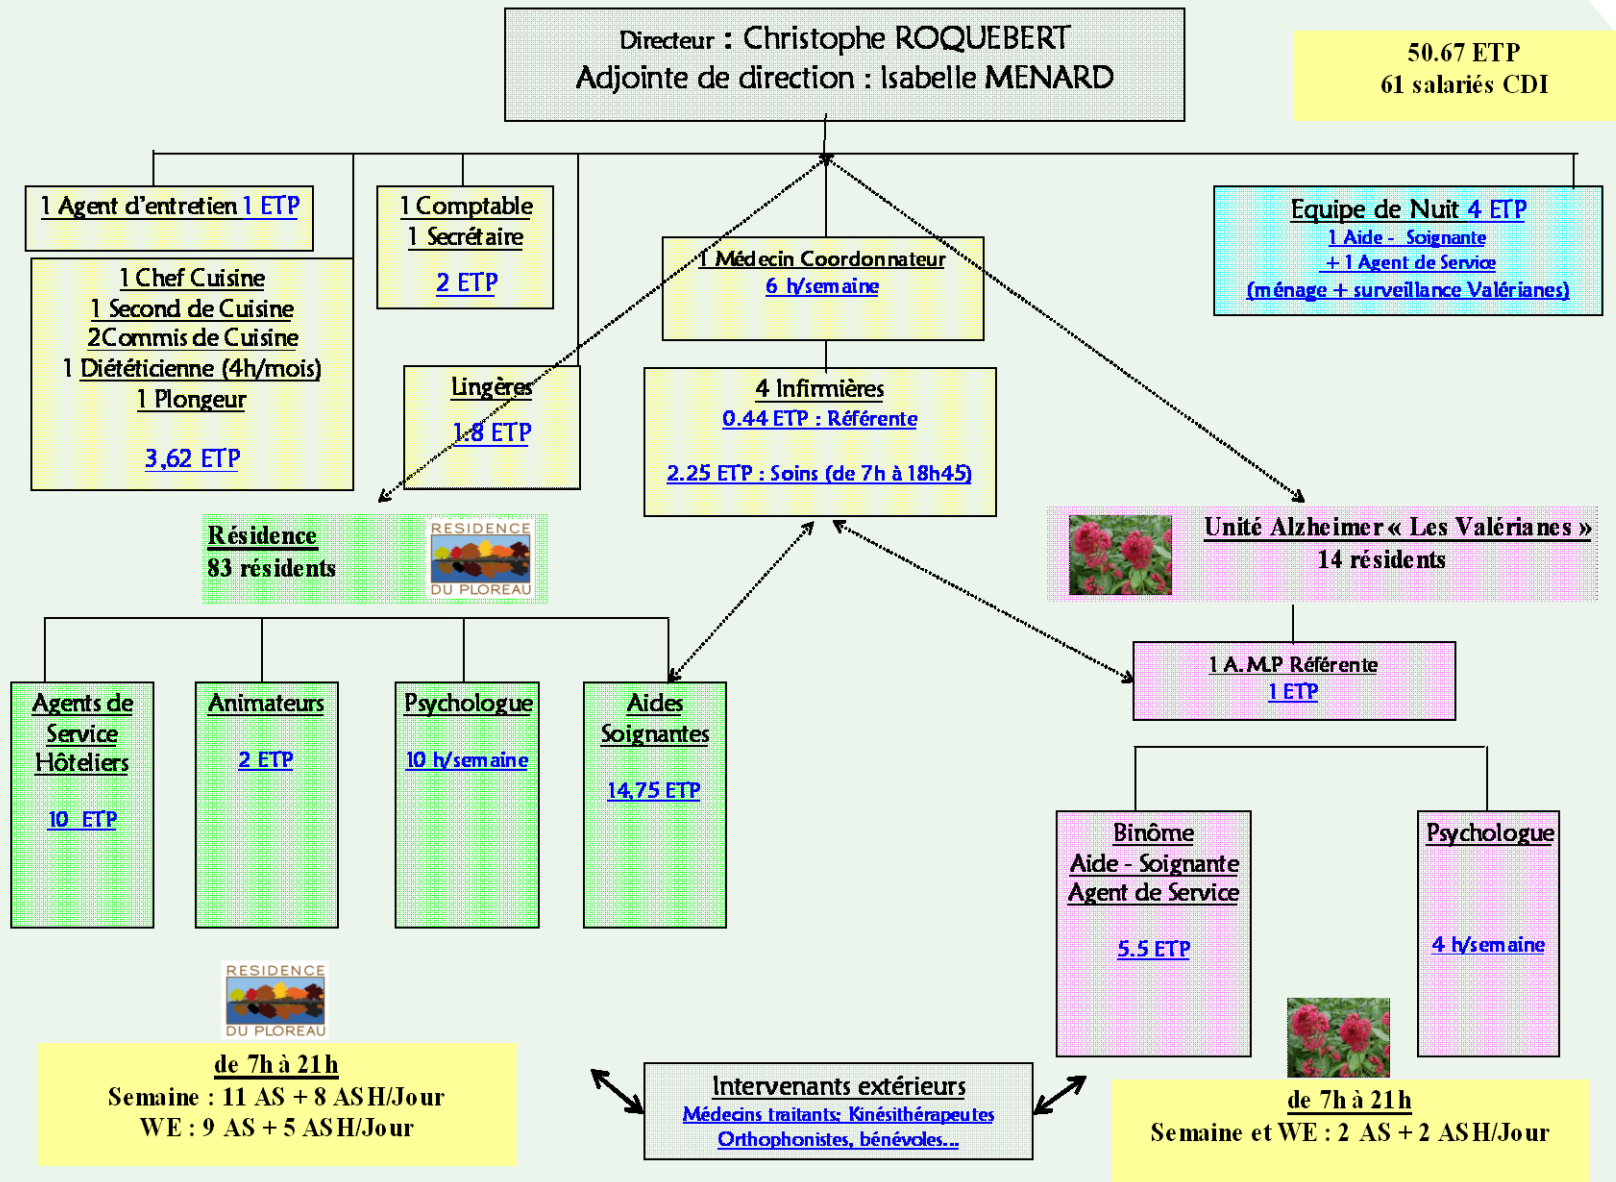 Directeur : Christophe ROQUEBERT
Adjointe de direction : Isabelle MENARD
50.67 ETP
61 salariés CDI
1 Agent d'entretien 1 ETP
1 Comptable
1 Secrétaire
2 ETP
1 Médecin Coordonnateur
6 h/semaine
Equipe de Nuit 4 ETP
1 Aide - Soignante
+ 1 Agent de Service
(ménage + surveillance Valérianes)
1 Chef Cuisine
1 Second de Cuisine
2Commis de Cuisine
1 Diététicienne (4h/mois)
1 Plongeur
3,62 ETP
Lingères
1.8 ETP
4 Infirmières
0.44 ETP : Référente
2.25 ETP : Soins (de 7h à 18h45)
Résidence
83 résidents
RESIDENCE
DU PLOREAU
Unité Alzheimer « Les Valérianes »
14 résidents
1 A.M.P Référente
1 ETP
Agents de
Service
Hôteliers
10 ETP
Animateurs
2 ETP
Psychologue
10 h/semaine
Aides
Soignantes
14,75 ETP
Binôme
Aide - Soignante
Agent de Service
5.5 ETP
Psychologue
4 h/semaine
RESIDENCE
DU PLOREAU
de 7h à 21h
Semaine : 11 AS + 8 ASH/Jour
WE : 9 AS + 5 ASH/Jour
Intervenants extérieurs
Médecins traitants; Kinésithérapeutes
Orthophonistes, bénévoles...
de 7h à 21h
Semaine et WE : 2 AS + 2 ASH/Jour